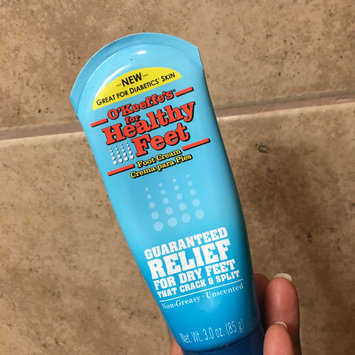 NEW
GREAT FOR DIABETICS' SKIN
O'Keeffe's
for
Healthy
Feet
Foot Cream
Crema para Pies
GUARANTEED
RELIEF
FOR DRY FEET
THAT CRACK & SPLIT
Non-Greasy · Unscented
Net Wt. 3.0 oz (85 g)